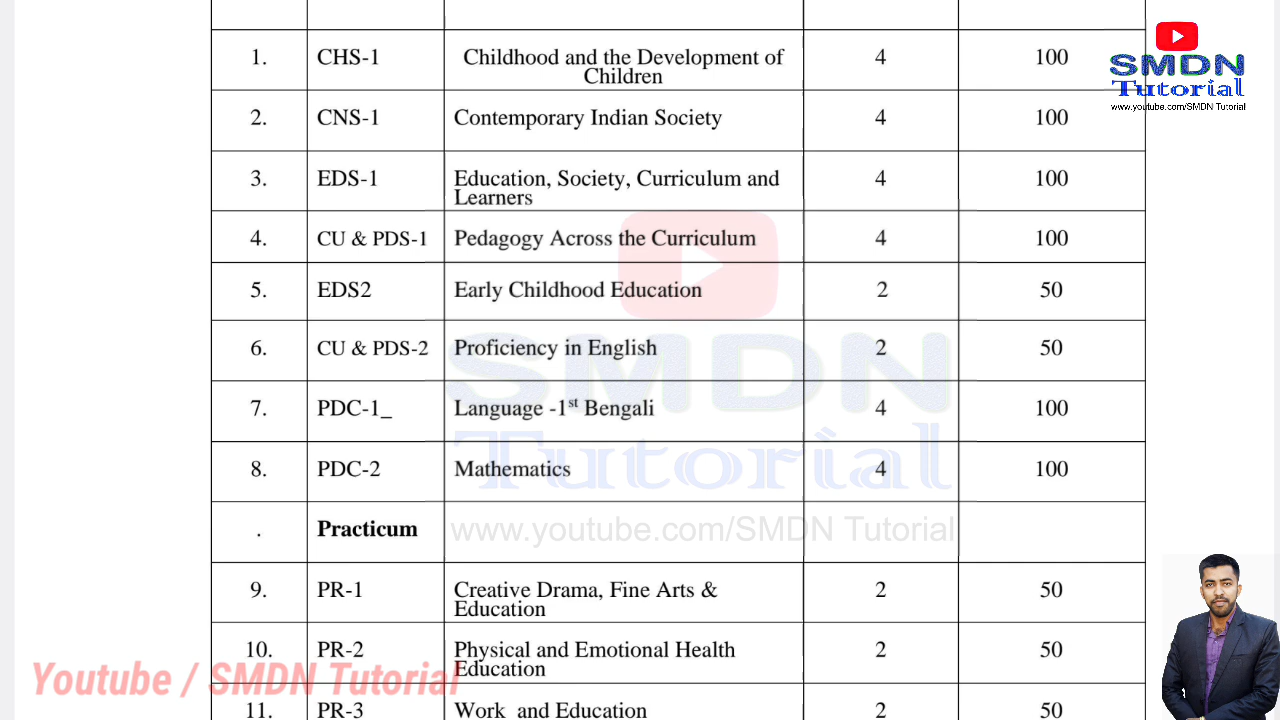 1. CHS-1 Childhood and the Development of 4 100
Children
2. CNS-1 Contemporary Indian Society 4 100
3. EDS-1 Education, Society, Curriculum and 4 100
Learners
4. CU & PDS-1 Pedagogy Across the Curriculum 4 100
5. EDS2 Early Childhood Education 2 50
6. CU & PDS-2 Proficiency in English 2 50
7. PDC-1_ Language -1st Bengali 4 100
8. PDC-2 Mathematics 4 100
. Practicum
9. PR-1 Creative Drama, Fine Arts & 2 50
Education
10. PR-2 Physical and Emotional Health 2 50
Education
11. PR-3 Work and Education 2 50
SMDN
Tutorial
www.youtube.com/SMDN Tutorial
SMDN
Tutorial
www.youtube.com/SMDN Tutorial
Youtube / SMDN Tutorial